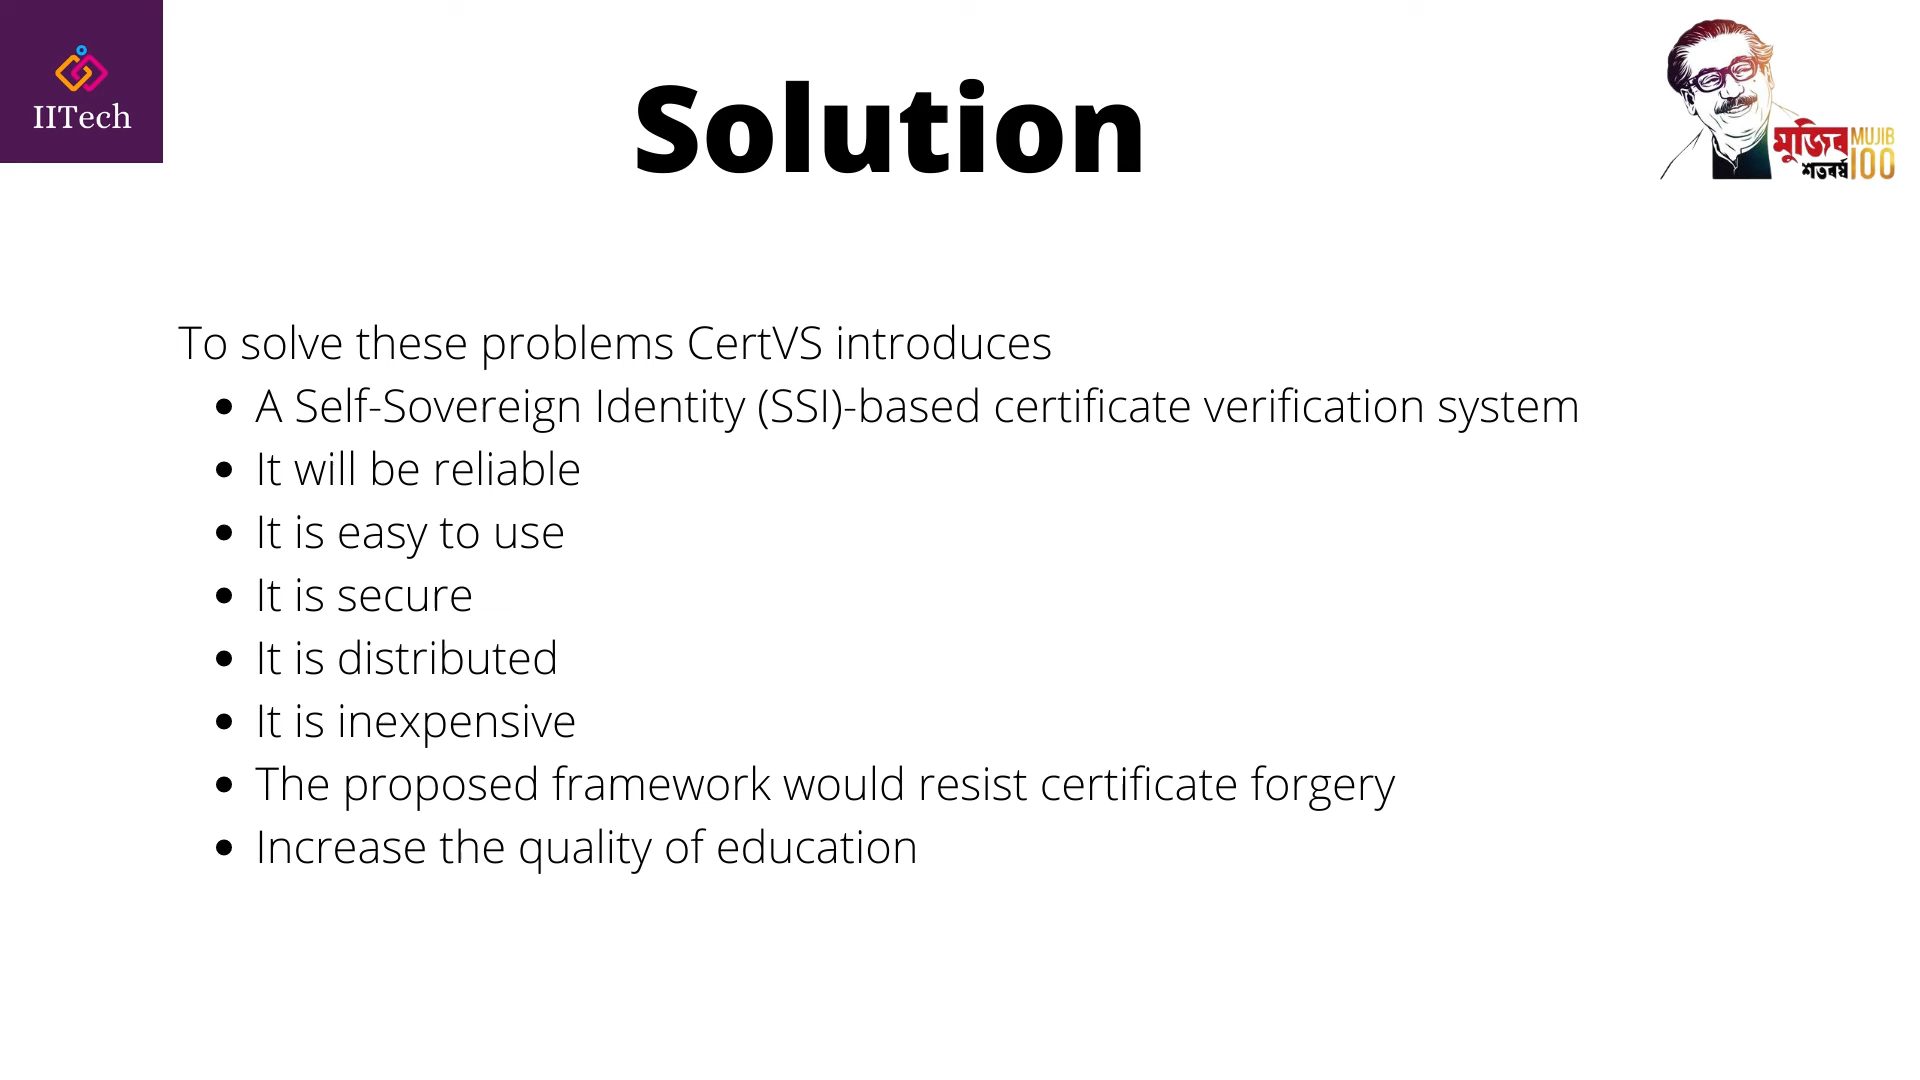 IITech
Solution
মুজিব MUJIB
শতবর্ষ 100
To solve these problems CertVS introduces
• A Self-Sovereign Identity (SSI)-based certificate verification system
• It will be reliable
• It is easy to use
• It is secure
• It is distributed
• It is inexpensive
• The proposed framework would resist certificate forgery
• Increase the quality of education